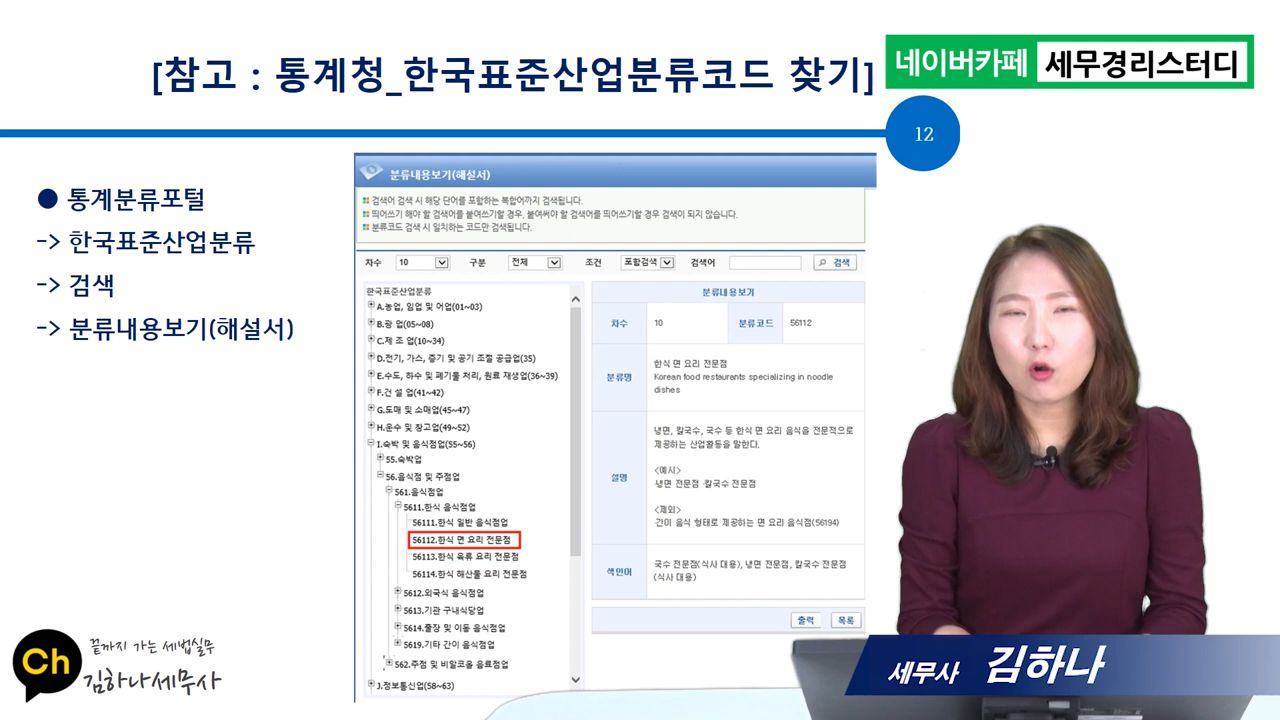 [참고 : 통계청_한국표준산업분류코드 찾기]
네이버카페 세무경리스터디
12
● 통계분류포털
-> 한국표준산업분류
-> 검색
-> 분류내용보기(해설서)
분류내용보기(해설서)
검색어 검색 시 해당 단어를 포함하는 복합어까지 검색됩니다.
띄어쓰기 해야 할 검색어를 붙여쓰기할 경우, 붙여써야 할 검색어를 띄어쓰기할 경우 검색이 되지 않습니다.
분류코드 검색 시 일치하는 코드만 검색됩니다.
차수 10 구분 전체 조건 포함검색 검색어 검색
한국표준산업분류
A.농업, 임업 및 어업(01~03)
B.광 업(05~08)
C.제 조 업(10~34)
D.전기, 가스, 증기 및 공기 조절 공급업(35)
E.수도, 하수 및 폐기물 처리, 원료 재생업(36~39)
F.건 설 업(41~42)
G.도매 및 소매업(45~47)
H.운수 및 창고업(49~52)
I.숙박 및 음식점업(55~56)
55.숙박업
56.음식점 및 주점업
561.음식점업
5611.한식 음식점업
56111.한식 일반 음식점업
56112.한식 면 요리 전문점
56113.한식 육류 요리 전문점
56114.한식 해산물 요리 전문점
5612.외국식 음식점업
5613.기관 구내식당업
5614.출장 및 이동 음식점업
5619.기타 간이 음식점업
562.주점 및 비알코올 음료점업
J.정보통신업(58~63)
분류내용보기
차수 10 분류코드 56112
분류명
한식 면 요리 전문점
Korean food restaurants specializing in noodle
dishes
설명
냉면, 칼국수, 국수 등 한식 면 요리 음식을 전문적으로
제공하는 산업활동을 말한다.
<예시>
·냉면 전문점 ·칼국수 전문점
<제외>
·간이 음식 형태로 제공하는 면 요리 음식점(56194)
색인어
국수 전문점(식사 대용), 냉면 전문점, 칼국수 전문점
(식사 대용)
출력 목록
Ch
끝까지 가는 세법실무
김하나세무사
세무사 김하나